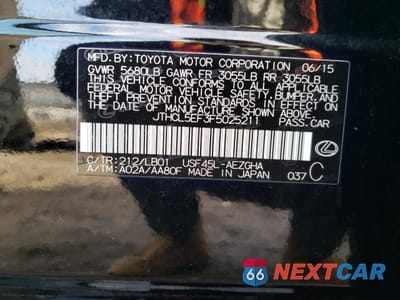 MFD. BY: TOYOTA MOTOR CORPORATION 06/15
GVWR 5680LB GAWR FR 3055LB RR 3055LB
THIS VEHICLE CONFORMS TO ALL APPLICABLE
FEDERAL MOTOR VEHICLE SAFETY, BUMPER, AND
THEFT PREVENTION STANDARDS IN EFFECT ON
THE DATE OF MANUFACTURE SHOWN ABOVE.
JTHCL5EF3F5025211 PASS.CAR
C/TR:212/LB01 USF45L-AEZGHA C
A/TM:A02A/AA80F MADE IN JAPAN 037
66 NEXTCAR